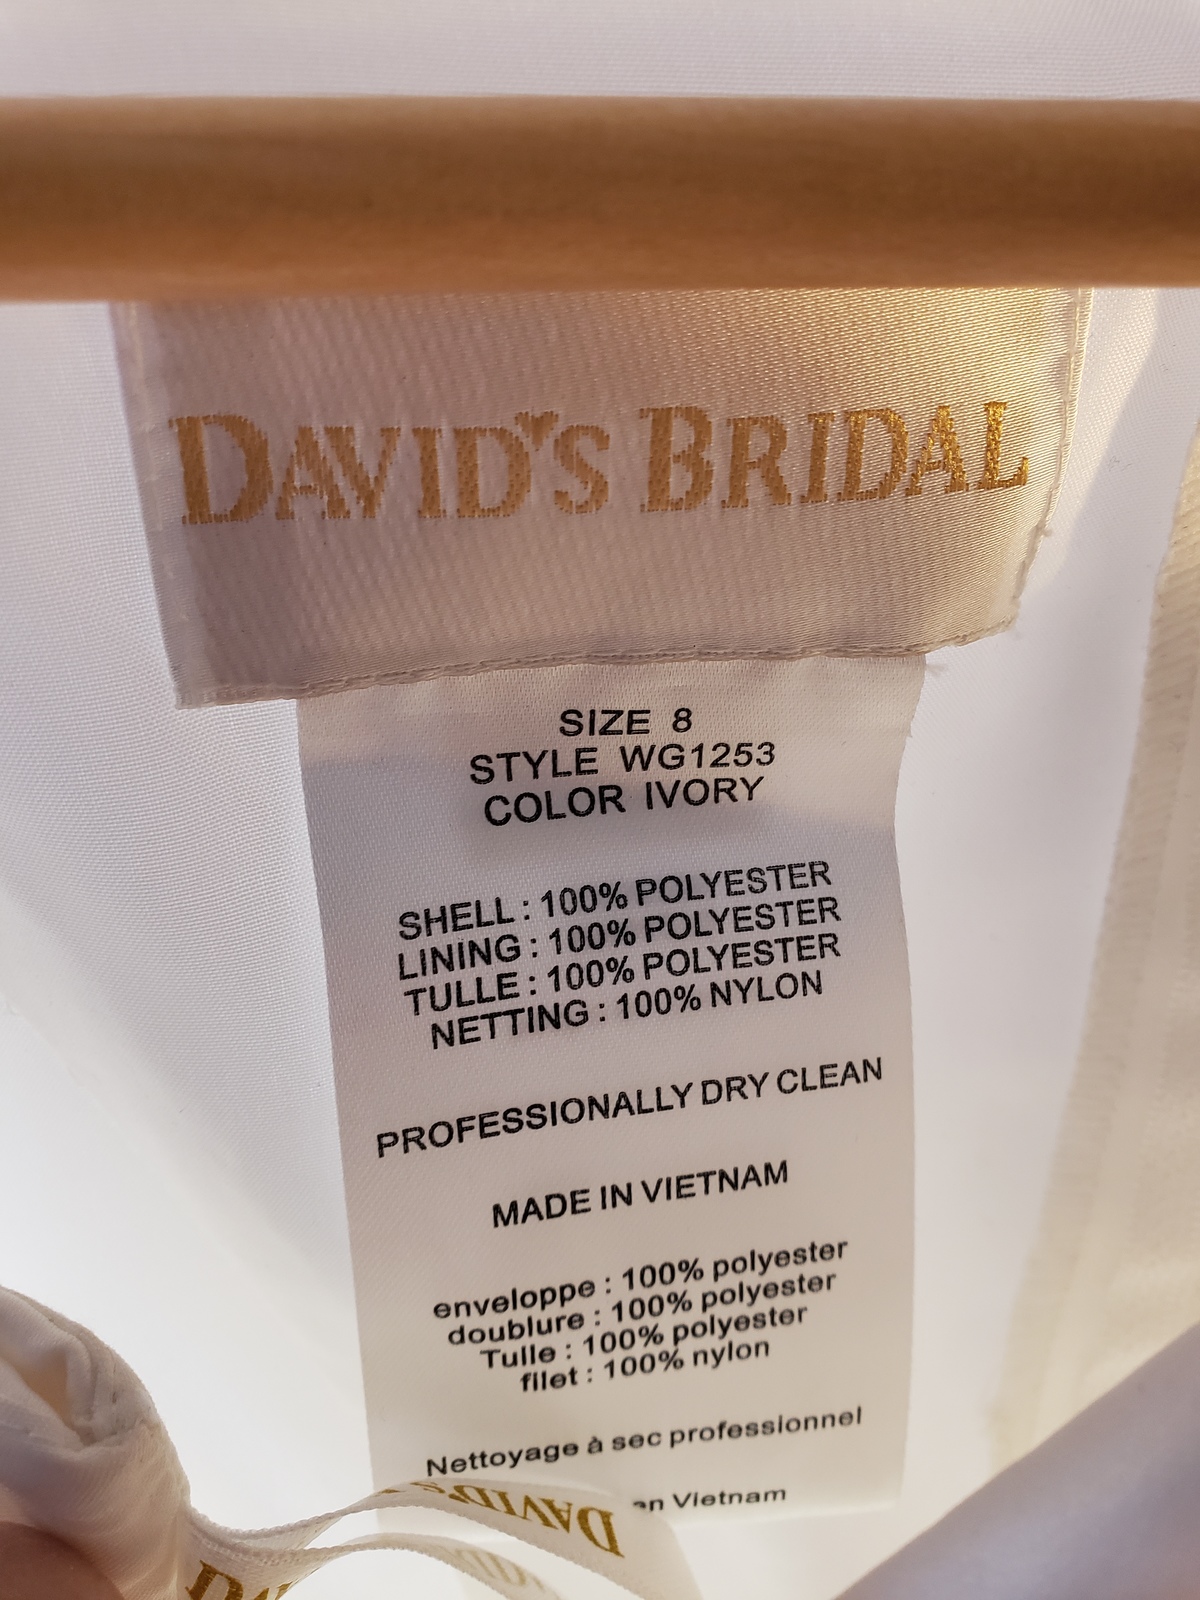 DAVID'S BRIDAL
SIZE 8
STYLE WG1253
COLOR IVORY
SHELL : 100% POLYESTER
LINING : 100% POLYESTER
TULLE : 100% POLYESTER
NETTING : 100% NYLON
PROFESSIONALLY DRY CLEAN
MADE IN VIETNAM
enveloppe : 100% polyester
doublure : 100% polyester
Tulle : 100% polyester
filet : 100% nylon
Nettoyage à sec professionnel
en Vietnam
DAVID'S